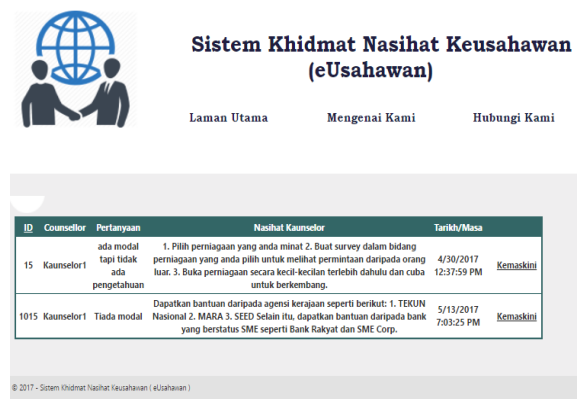 Sistem Khidmat Nasihat Keusahawan
(eUsahawan)
Laman Utama Mengenai Kami Hubungi Kami
ID Counsellor Pertanyaan Nasihat Kaunselor Tarikh/Masa
15 Kaunselor1 ada modal tapi tidak ada pengetahuan 1. Pilih perniagaan yang anda minat 2. Buat survey dalam bidang perniagaan yang anda pilih untuk melihat permintaan daripada orang luar. 3. Buka perniagaan secara kecil-kecilan terlebih dahulu dan cuba untuk berkembang. 4/30/2017 12:37:59 PM Kemaskini
1015 Kaunselor1 Tiada modal Dapatkan bantuan daripada agensi kerajaan seperti berikut: 1. TEKUN Nasional 2. MARA 3. SEED Selain itu, dapatkan bantuan daripada bank yang berstatus SME seperti Bank Rakyat dan SME Corp. 5/13/2017 7:03:25 PM Kemaskini
© 2017 - Sistem Khidmat Nasihat Keusahawan ( eUsahawan )